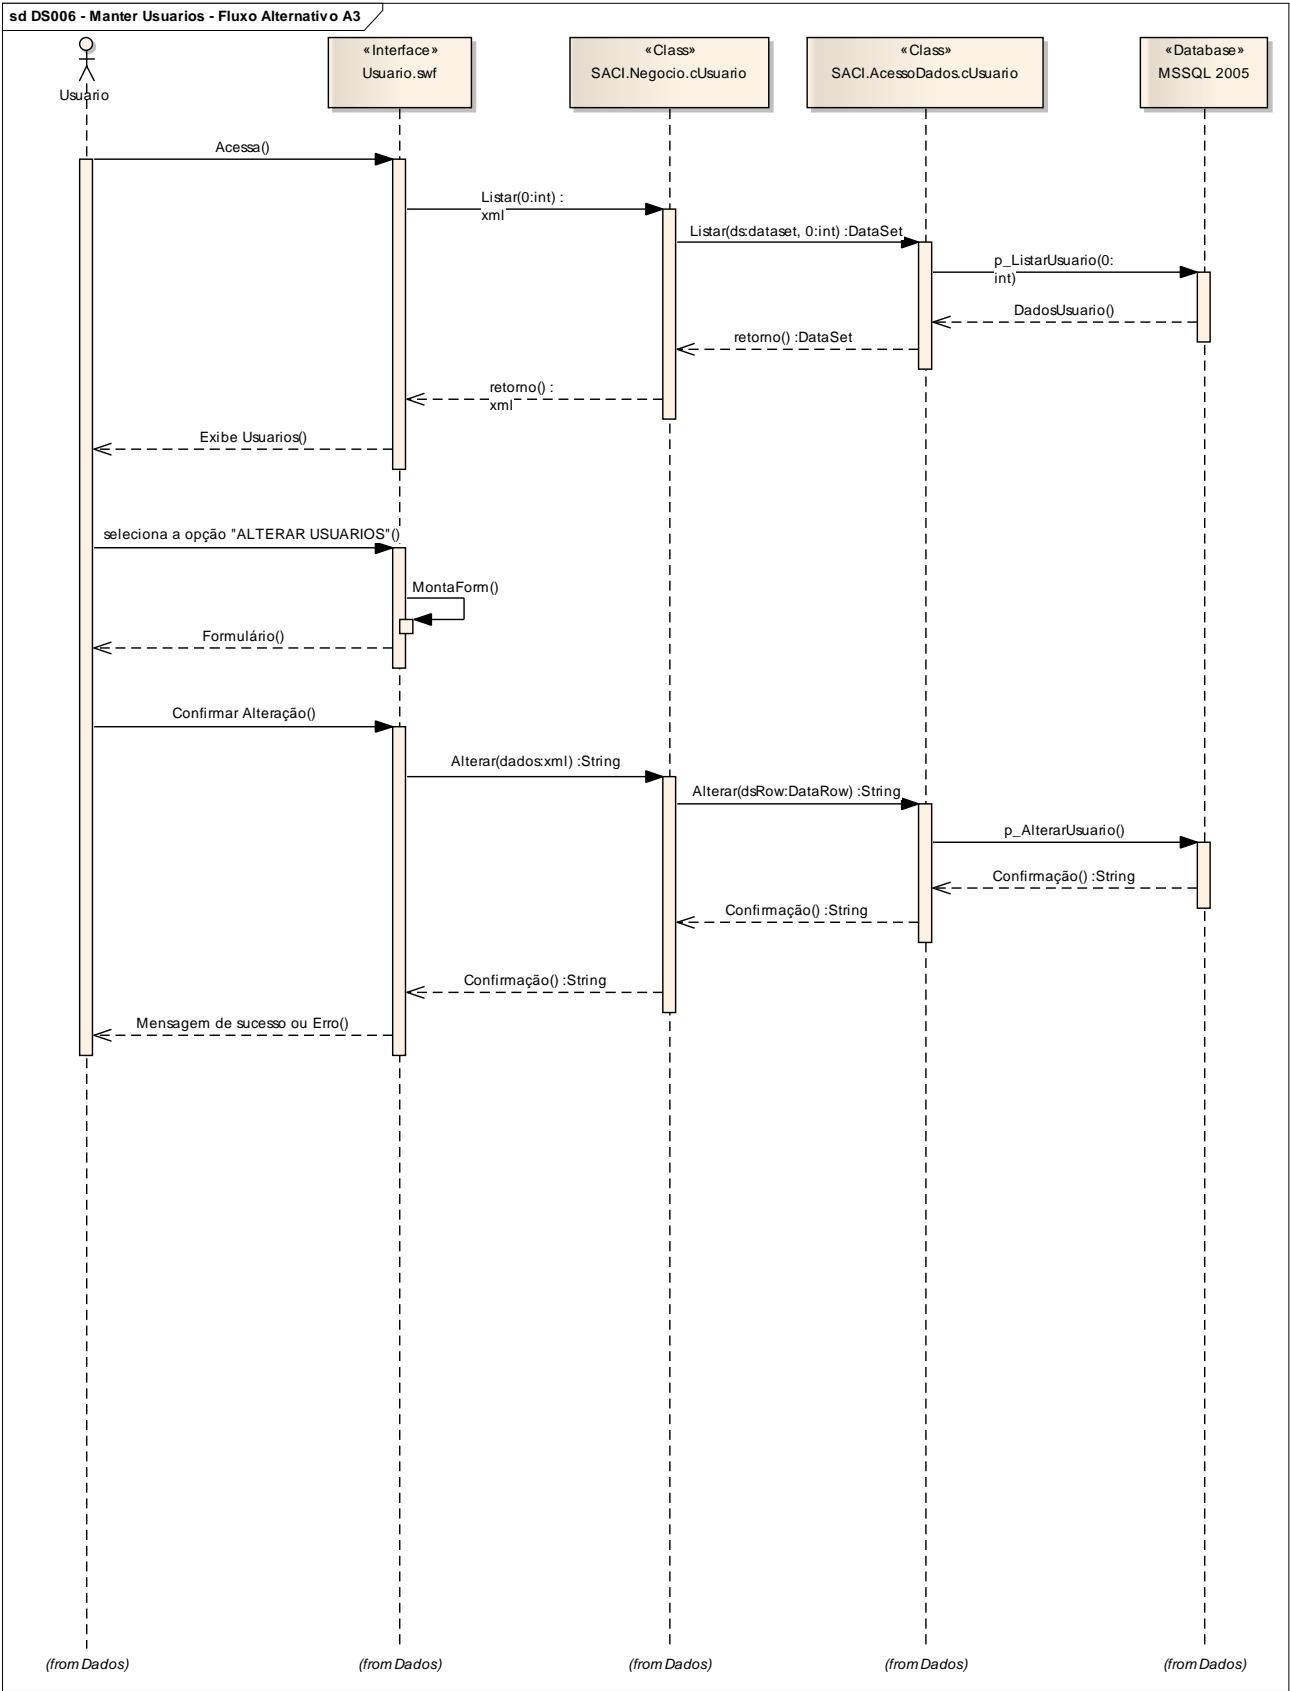 sd DS006 - Manter Usuarios - Fluxo Alternativo A3
Usuario
«Interface»
Usuario.swf
«Class»
SACI.Negocio.cUsuario
«Class»
SACI.AcessoDados.cUsuario
«Database»
MSSQL 2005
Acessa()
Listar(0:int) :
xml
Listar(ds:dataset, 0:int) :DataSet
p_ListarUsuario(0:
int)
DadosUsuario()
retorno() :DataSet
retorno() :
xml
Exibe Usuarios()
seleciona a opção "ALTERAR USUARIOS"()
MontaForm()
Formulário()
Confirmar Alteração()
Alterar(dados:xml) :String
Alterar(dsRow:DataRow) :String
p_AlterarUsuario()
Confirmação() :String
Confirmação() :String
Confirmação() :String
Mensagem de sucesso ou Erro()
(from Dados)
(from Dados)
(from Dados)
(from Dados)
(from Dados)